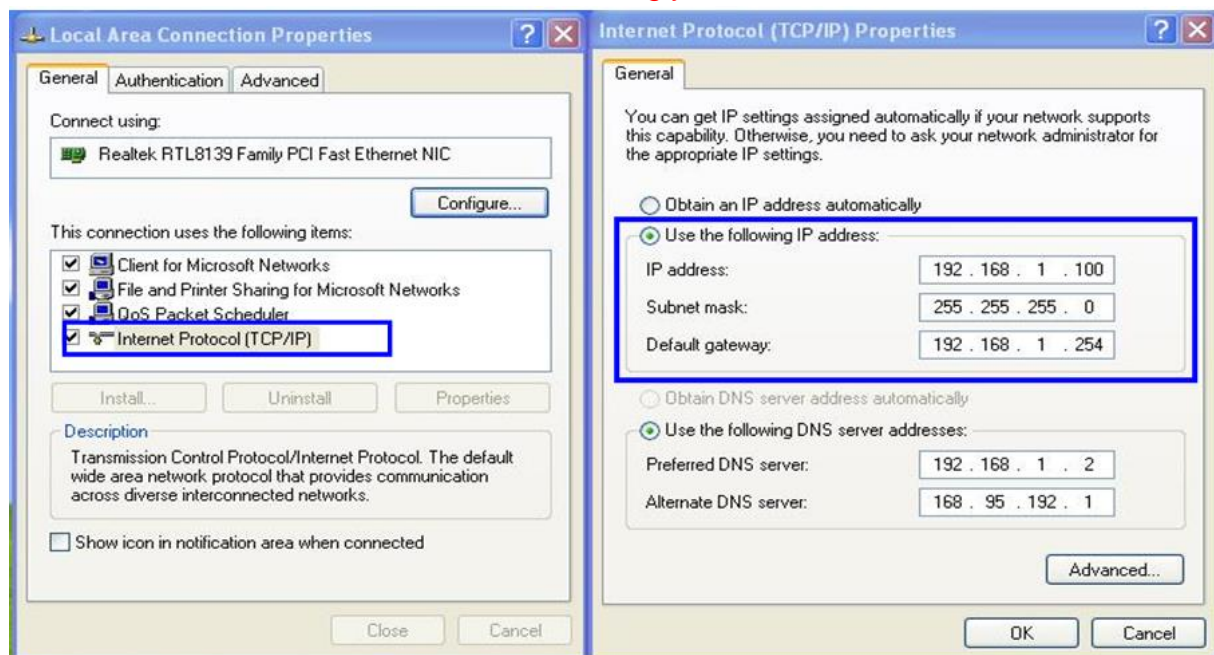 Local Area Connection Properties
General Authentication Advanced
Connect using:
Realtek RTL8139 Family PCI Fast Ethernet NIC
Configure...
This connection uses the following items:
Client for Microsoft Networks
File and Printer Sharing for Microsoft Networks
QoS Packet Scheduler
Internet Protocol (TCP/IP)
Install... Uninstall Properties
Description
Transmission Control Protocol/Internet Protocol. The default
wide area network protocol that provides communication
across diverse interconnected networks.
Show icon in notification area when connected
Close Cancel
Internet Protocol (TCP/IP) Properties
General
You can get IP settings assigned automatically if your network supports
this capability. Otherwise, you need to ask your network administrator for
the appropriate IP settings.
Obtain an IP address automatically
Use the following IP address:
IP address: 192 . 168 . 1 . 100
Subnet mask: 255 . 255 . 255 . 0
Default gateway: 192 . 168 . 1 . 254
Obtain DNS server address automatically
Use the following DNS server addresses:
Preferred DNS server: 192 . 168 . 1 . 2
Alternate DNS server: 168 . 95 . 192 . 1
Advanced...
OK Cancel